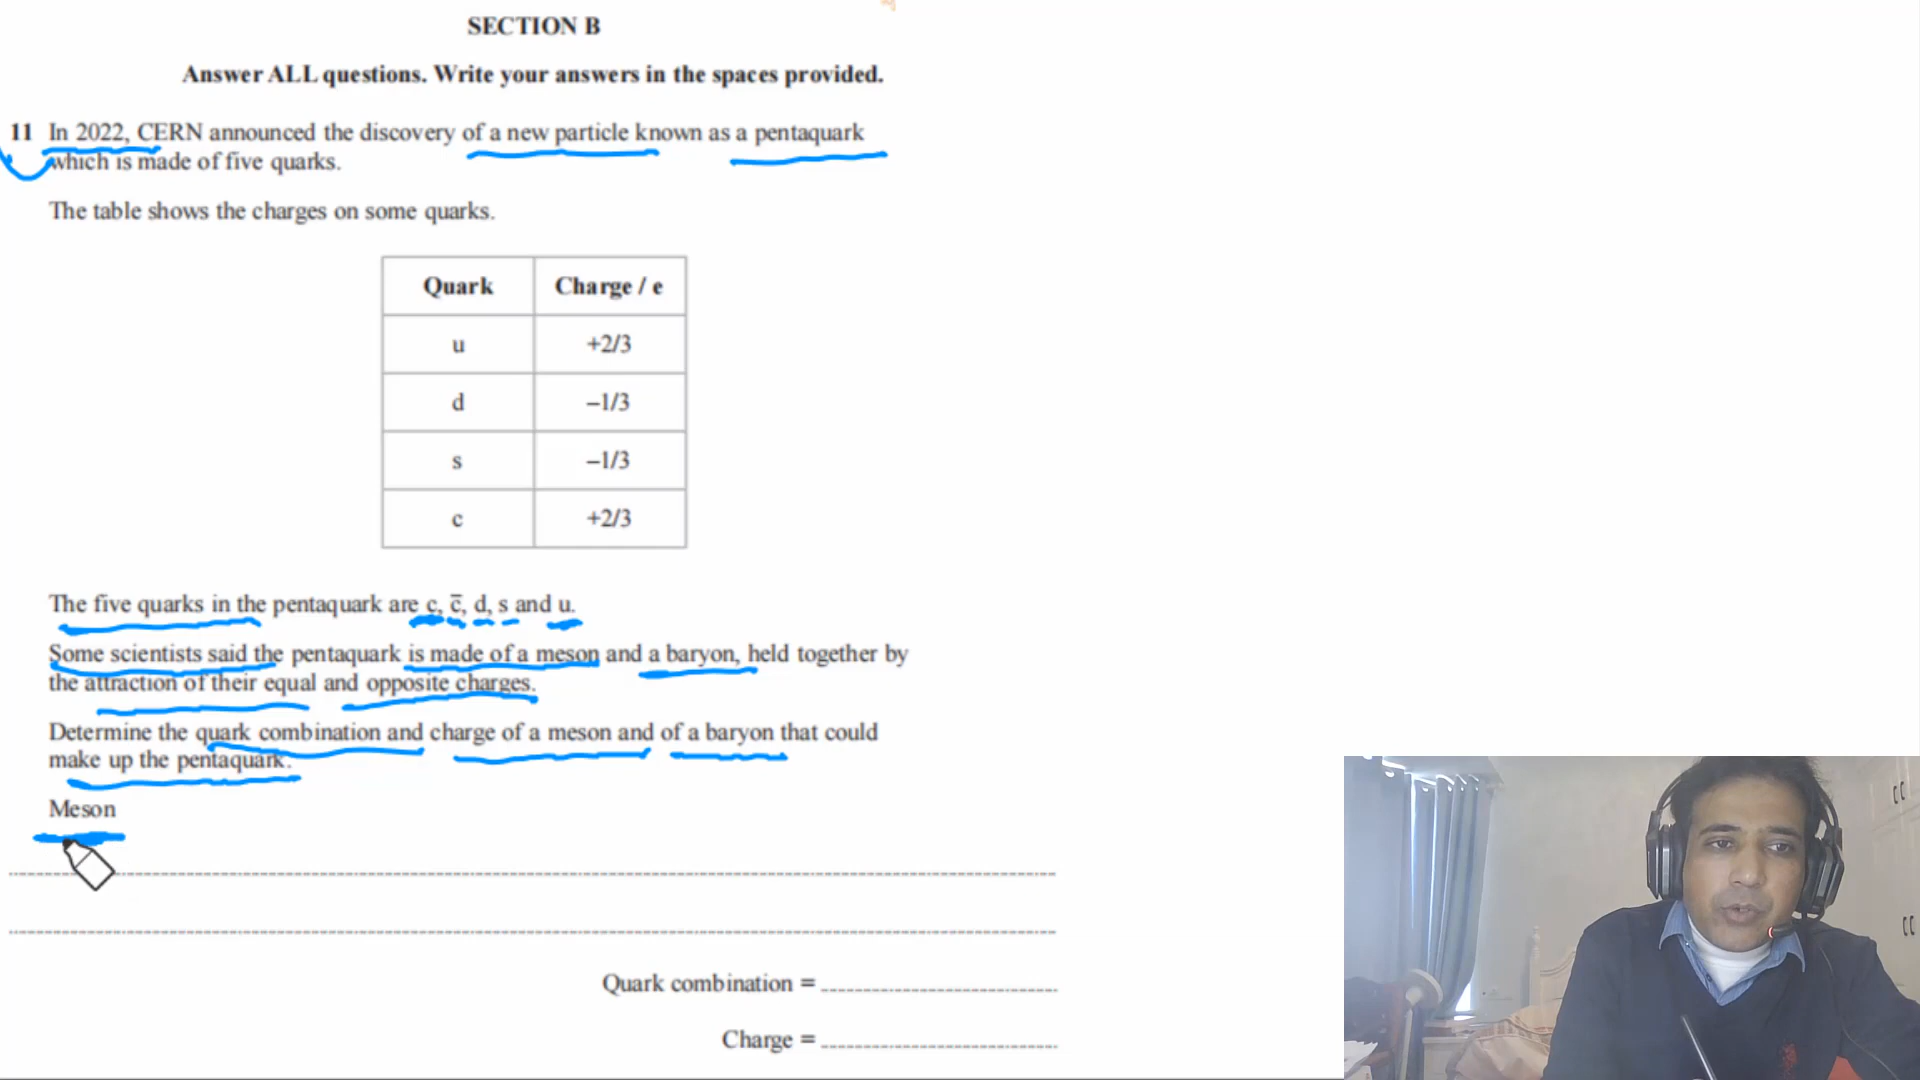 SECTION B
Answer ALL questions. Write your answers in the spaces provided.
11 In 2022, CERN announced the discovery of a new particle known as a pentaquark
which is made of five quarks.
The table shows the charges on some quarks.
Quark Charge / e
u +2/3
d –1/3
s –1/3
c +2/3
The five quarks in the pentaquark are c, c̅, d, s and u.
Some scientists said the pentaquark is made of a meson and a baryon, held together by
the attraction of their equal and opposite charges.
Determine the quark combination and charge of a meson and of a baryon that could
make up the pentaquark.
Meson
Quark combination =
Charge =